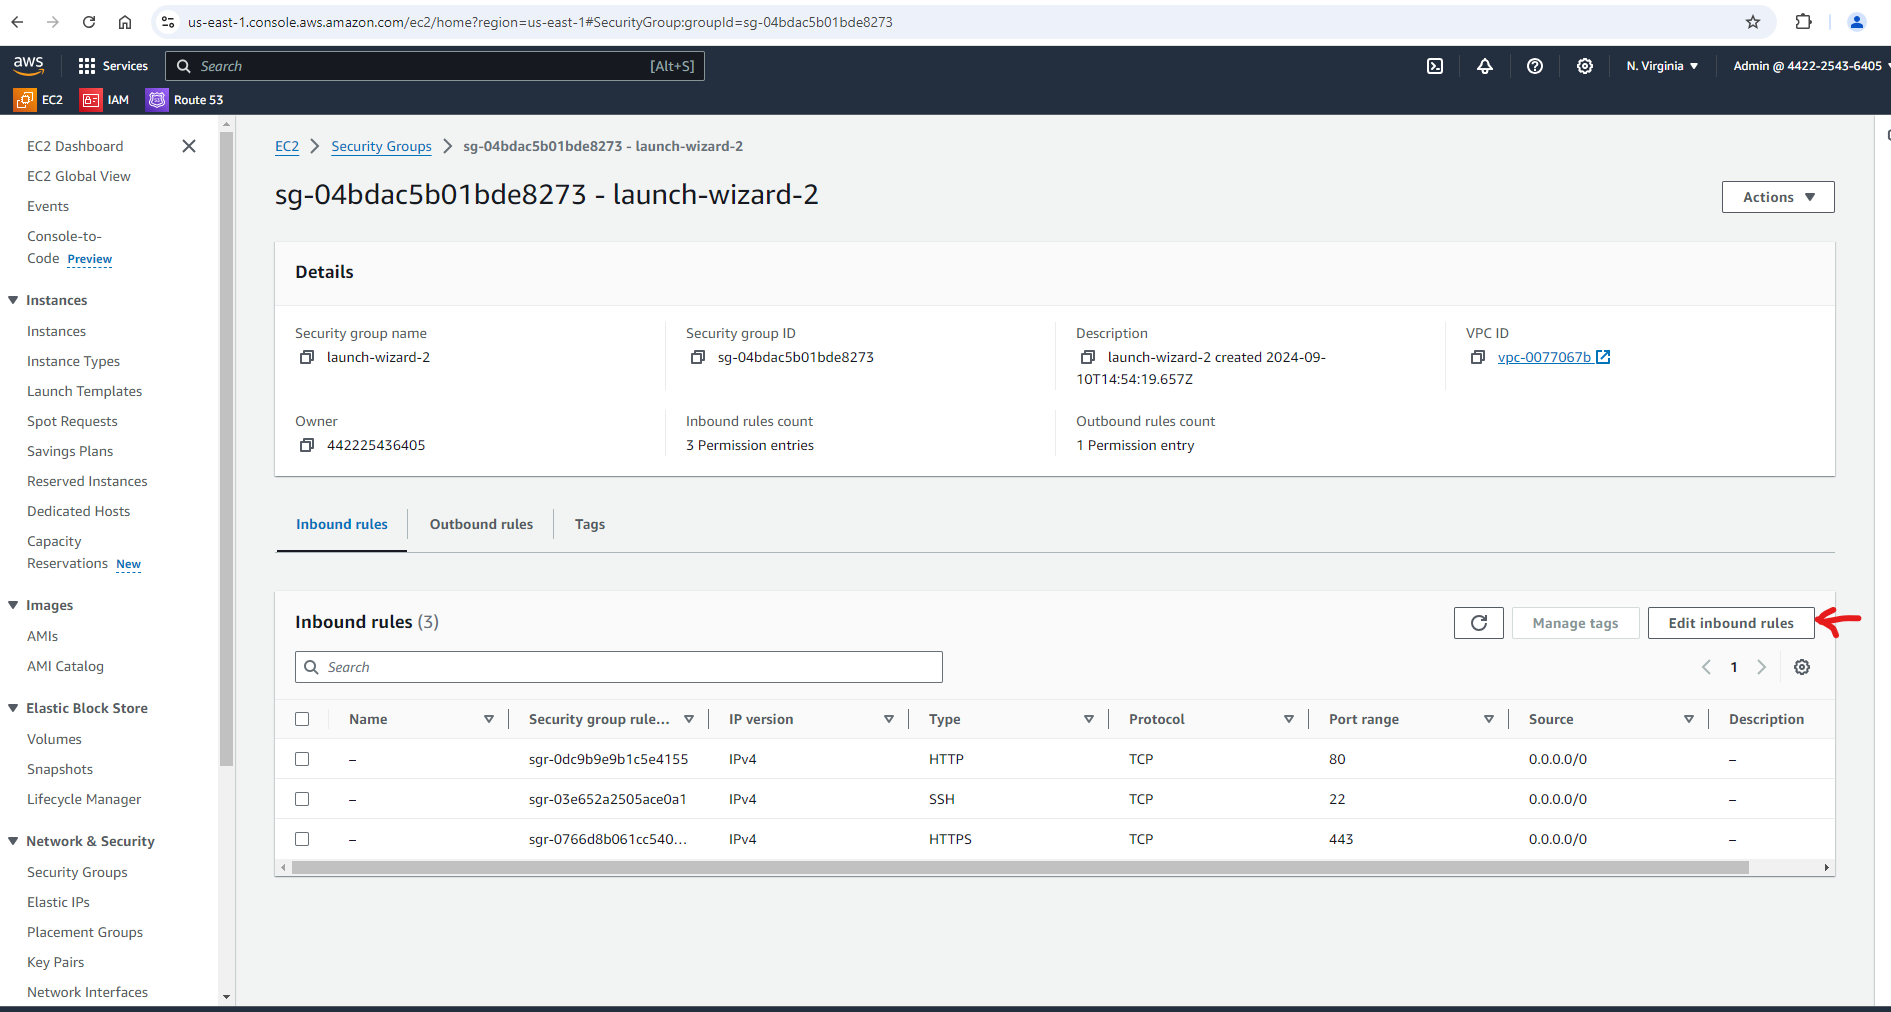 us-east-1.console.aws.amazon.com/ec2/home?region=us-east-1#SecurityGroup:groupId=sg-04bdac5b01bde8273
aws
Services
Search
[Alt+S]
N. Virginia
Admin @ 4422-2543-6405
EC2
IAM
Route 53
EC2 Dashboard
EC2 Global View
Events
Console-to-
Code Preview
Instances
Instances
Instance Types
Launch Templates
Spot Requests
Savings Plans
Reserved Instances
Dedicated Hosts
Capacity
Reservations New
Images
AMIs
AMI Catalog
Elastic Block Store
Volumes
Snapshots
Lifecycle Manager
Network & Security
Security Groups
Elastic IPs
Placement Groups
Key Pairs
Network Interfaces
EC2 > Security Groups > sg-04bdac5b01bde8273 - launch-wizard-2
sg-04bdac5b01bde8273 - launch-wizard-2
Actions
Details
Security group name
launch-wizard-2
Security group ID
sg-04bdac5b01bde8273
Description
launch-wizard-2 created 2024-09-
10T14:54:19.657Z
VPC ID
vpc-0077067b
Owner
442225436405
Inbound rules count
3 Permission entries
Outbound rules count
1 Permission entry
Inbound rules
Outbound rules
Tags
Inbound rules (3)
Manage tags
Edit inbound rules
Search
1
Name Security group rule... IP version Type Protocol Port range Source Description
– sgr-0dc9b9e9b1c5e4155 IPv4 HTTP TCP 80 0.0.0.0/0 –
– sgr-03e652a2505ace0a1 IPv4 SSH TCP 22 0.0.0.0/0 –
– sgr-0766d8b061cc540... IPv4 HTTPS TCP 443 0.0.0.0/0 –